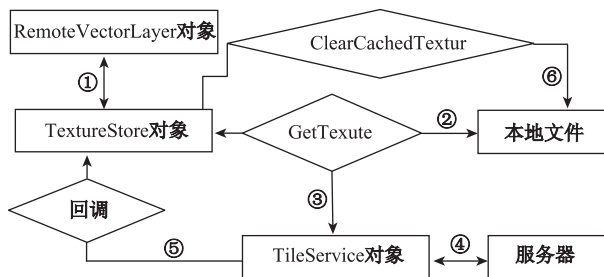 RemoteVectorLayer对象
ClearCachedTextur
①
⑥
TextureStore对象
GetTexute
②
本地文件
③
回调
⑤
TileService对象
④
服务器